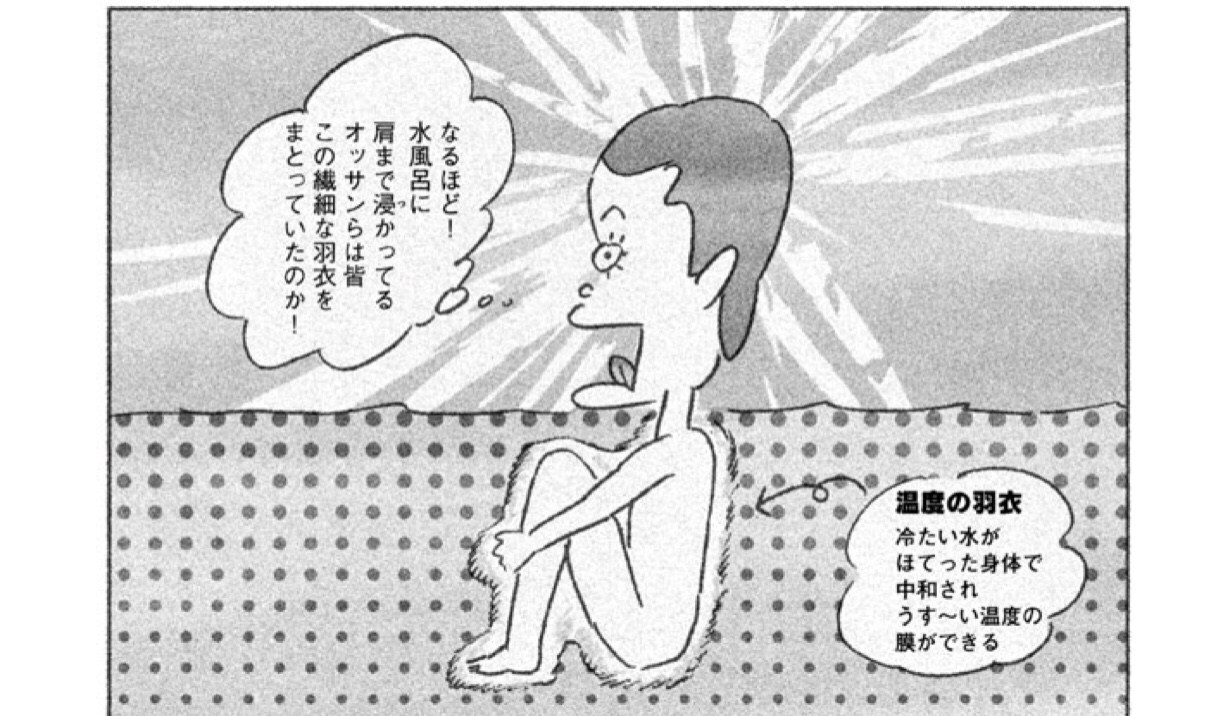 なるほど！
水風呂に
肩まで浸かってる
オッサンらは皆
この繊細な羽衣を
まとっていたのか！
温度の羽衣
冷たい水が
ほてった身体で
中和され
うす〜い温度の
膜ができる